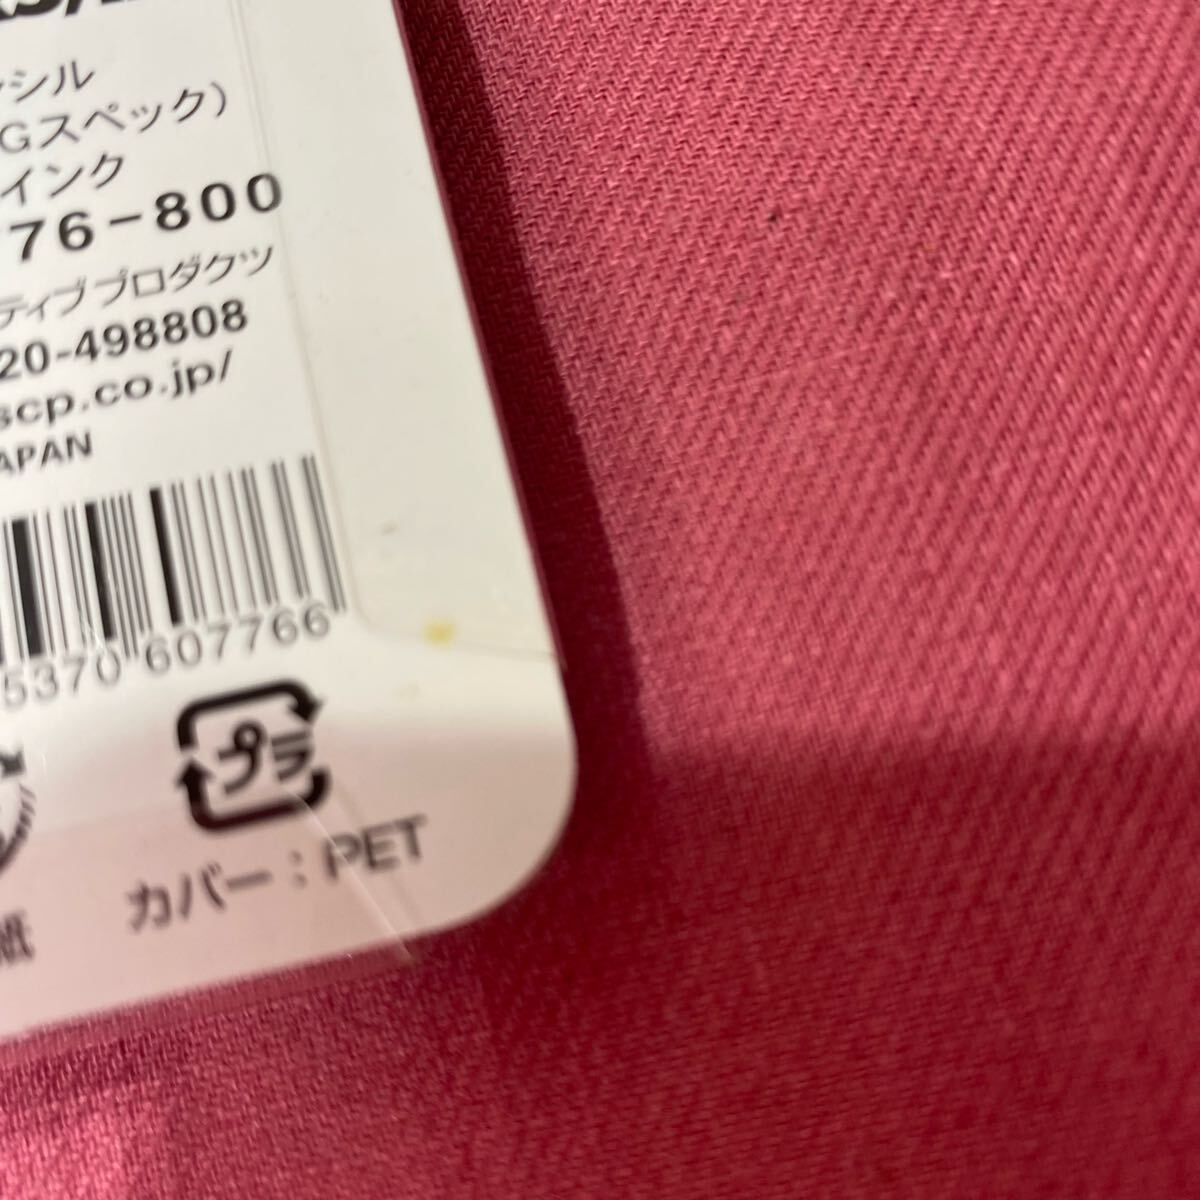 シル
Gスペック）
インク
76-800
ティブプロダクツ
20-498808
scp.co.jp/
APAN
5370 607766
プラ
カバー：PET
紙